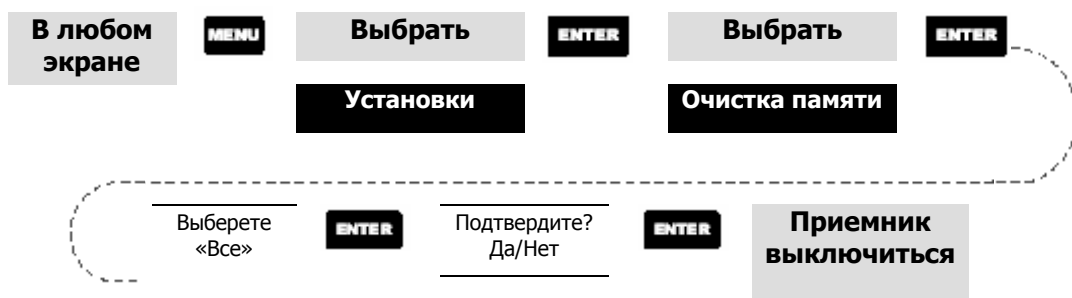 В любом
экране
MENU
Выбрать
Установки
ENTER
Выбрать
Очистка памяти
ENTER
Выберете
«Все»
ENTER
Подтвердите?
Да/Нет
ENTER
Приемник
выключиться